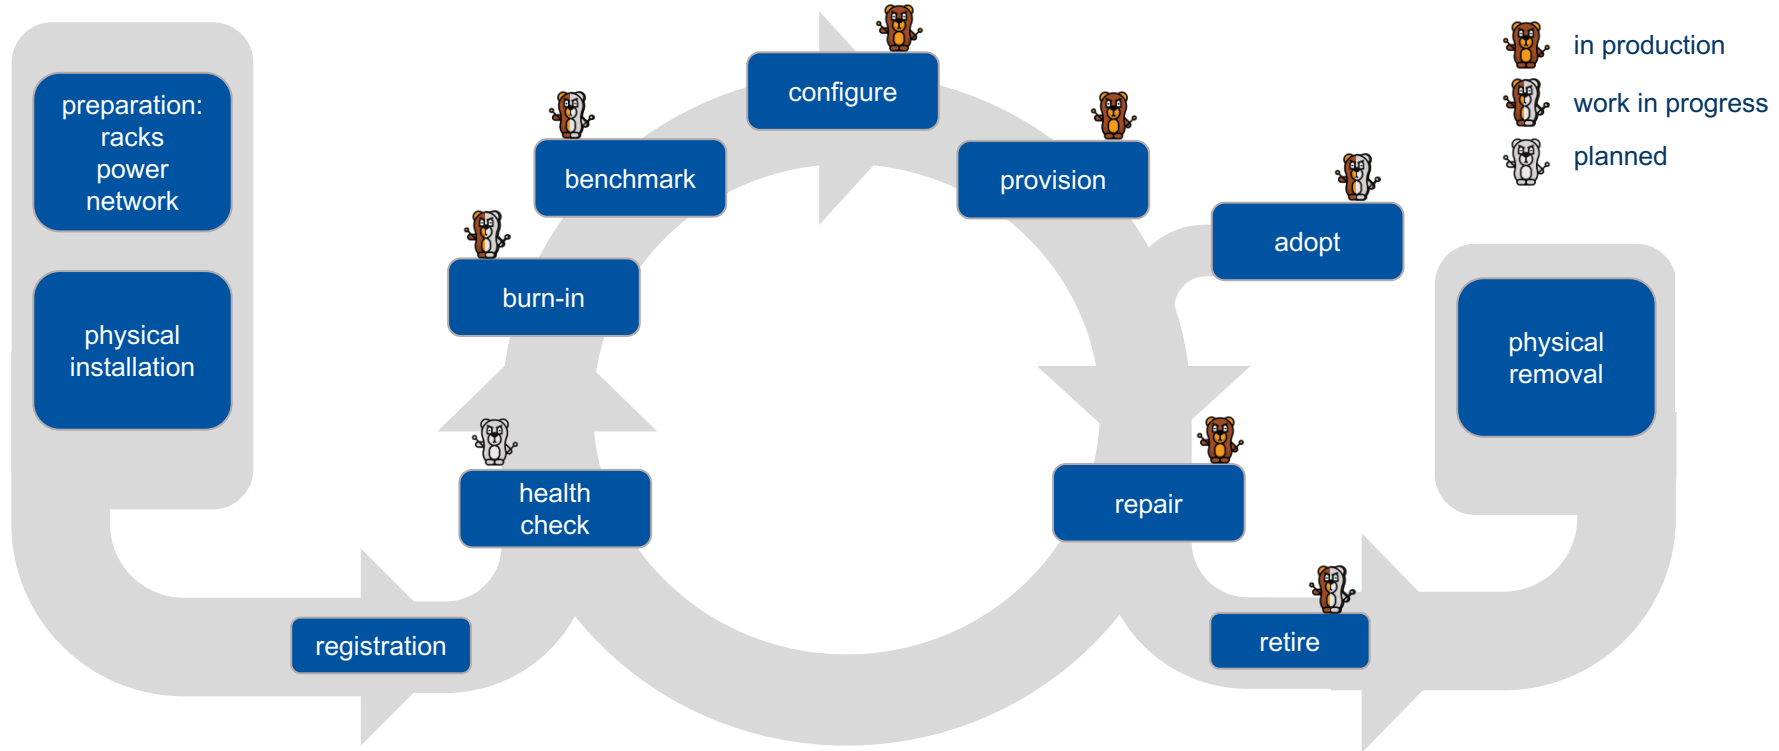 preparation:
racks
power
network
physical
installation
registration
health
check
burn-in
benchmark
configure
provision
adopt
repair
retire
physical
removal
in production
work in progress
planned